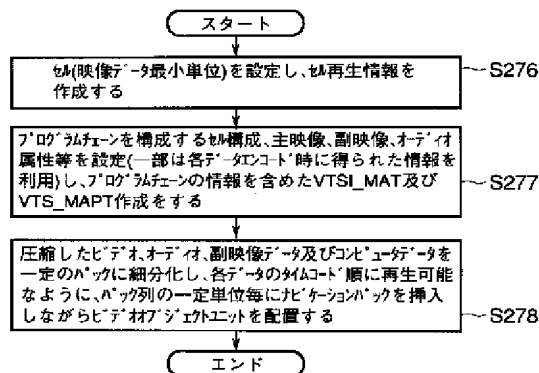 スタート
セル(映像データ最小単位)を設定し、セル再生情報を
作成する
S276
プログラムチェーンを構成するセル構成、主映像、副映像、オーディオ
属性等を設定(一部は各データエンコード時に得られた情報を
利用)し、プログラムチェーンの情報を含めたVTSI_MAT及び
VTS_MAPT作成をする
S277
圧縮したビデオ、オーディオ、副映像データ及びコンピュータデータを
一定のパックに細分化し、各データのタイムコード順に再生可能
なように、パック列の一定単位毎にナビゲーションパックを挿入
しながらビデオオブジェクトユニットを配置する
S278
エンド